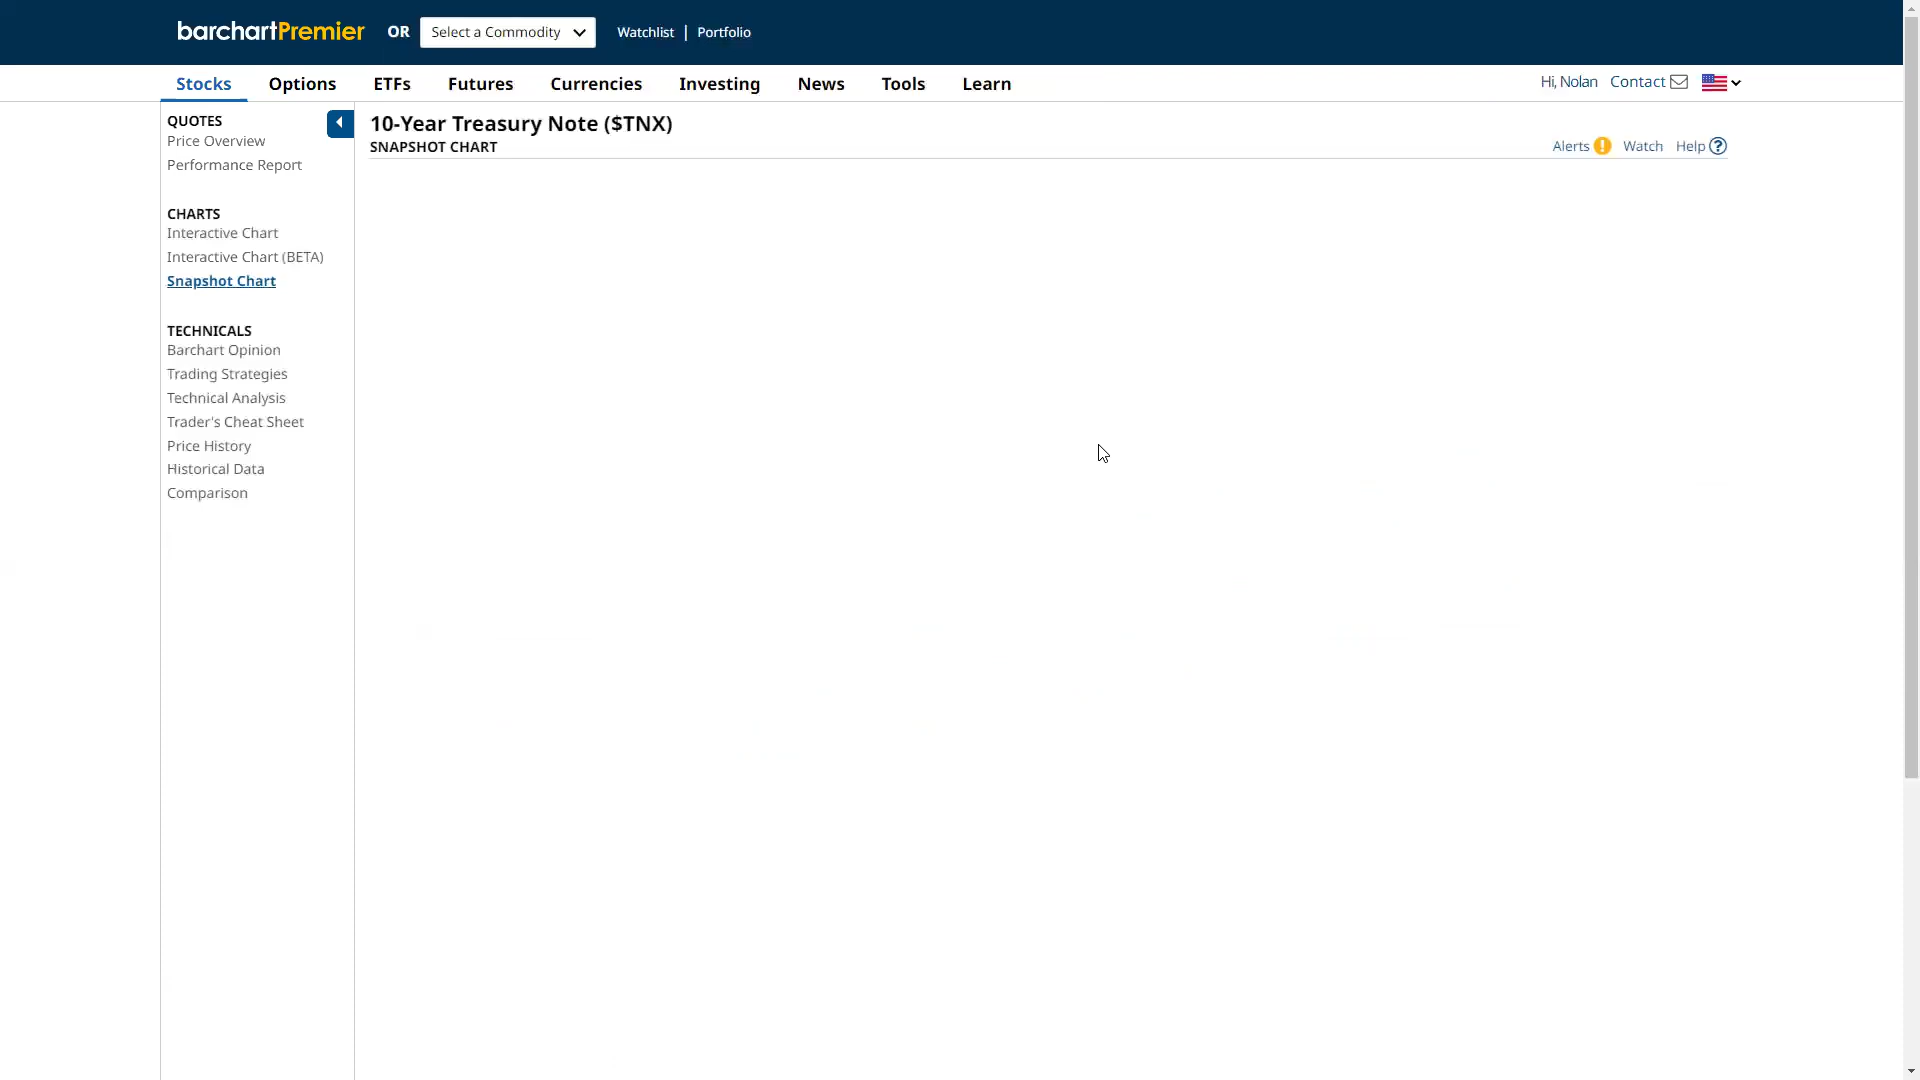 barchartPremier OR Select a Commodity Watchlist | Portfolio
Stocks Options ETFs Futures Currencies Investing News Tools Learn Hi, Nolan Contact
QUOTES
Price Overview
Performance Report
CHARTS
Interactive Chart
Interactive Chart (BETA)
Snapshot Chart
TECHNICALS
Barchart Opinion
Trading Strategies
Technical Analysis
Trader's Cheat Sheet
Price History
Historical Data
Comparison
10-Year Treasury Note ($TNX)
SNAPSHOT CHART
Alerts ! Watch Help ?